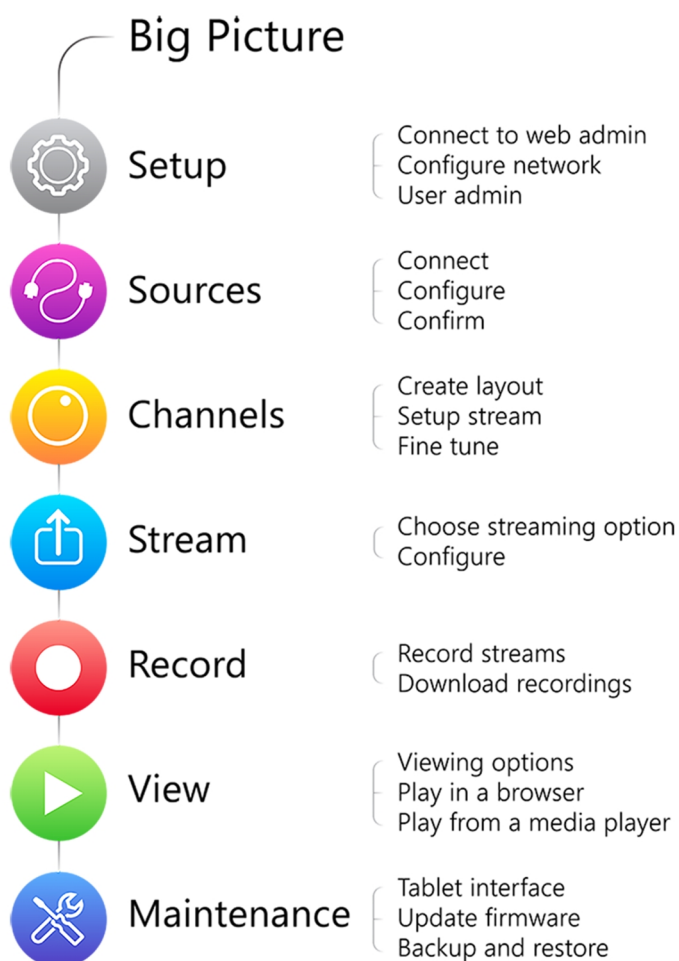 Big Picture
Setup
Connect to web admin
Configure network
User admin
Sources
Connect
Configure
Confirm
Channels
Create layout
Setup stream
Fine tune
Stream
Choose streaming option
Configure
Record
Record streams
Download recordings
View
Viewing options
Play in a browser
Play from a media player
Maintenance
Tablet interface
Update firmware
Backup and restore